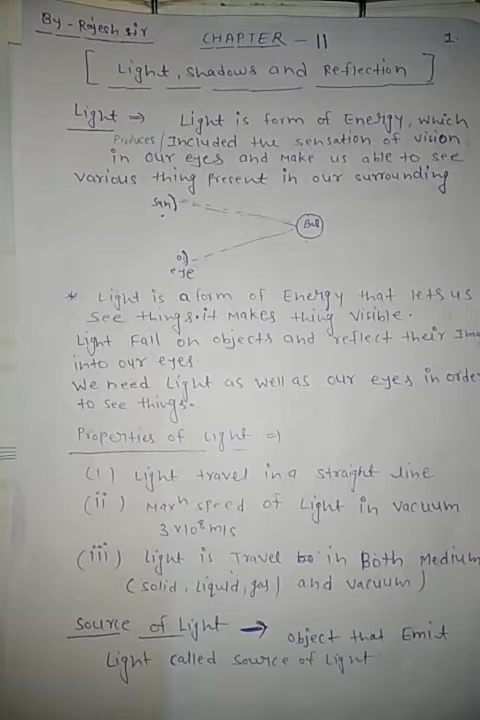 By - Rajesh sir
CHAPTER - 11
1.
[ Light, shadows and Reflection ]
Light ⇒ Light is form of Energy, which
Produces / Included the sensation of vision
in our eyes and make us able to see
various thing present in our surrounding
sun
Ball
eye
* Light is a form of Energy that lets us
see things. it makes thing visible.
Light Fall on objects and reflect their Ima
into our eyes.
We need Light as well as our eyes in order
to see things.
Properties of Light ⇒
(i) Light travel in a straight line
(ii) Maxm speed of Light in vacuum
3×10⁸ m/s
(iii) Light is Travel in Both Medium
(solid, liquid, gas) and vacuum)
Source of Light → object that Emit
Light called source of Light